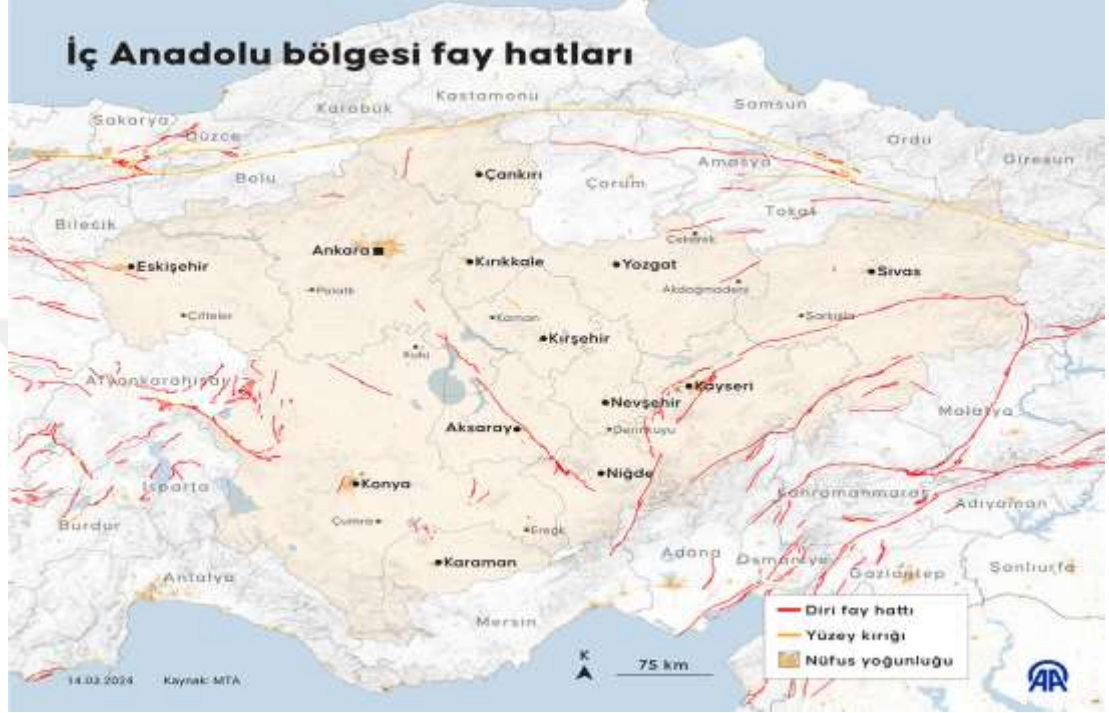 İç Anadolu bölgesi fay hatları
Kastamonu
Karabük
Samsun
Sakarya
Düzce
Ordu
Giresun
Amasya
Bolu
Çankırı
Çorum
Tokat
Bilecik
Ankara
Çekerek
Eskişehir
Kırıkkale
Yozgat
Sivas
Akdağmadeni
Polatlı
Çifteler
Kaman
Şarkışla
Kırşehir
Kulu
Afyonkarahisar
Kayseri
Nevşehir
Malatya
Aksaray
Derinkuyu
Niğde
Konya
Isparta
Kahramanmaraş
Adıyaman
Burdur
Çumra
Ereğli
Adana
Osmaniye
Karaman
Gaziantep
Şanlıurfa
Antalya
Mersin
Diri fay hattı
Yüzey kırığı
Nüfus yoğunluğu
K
75 km
14.03.2024 Kaynak: MTA
AA